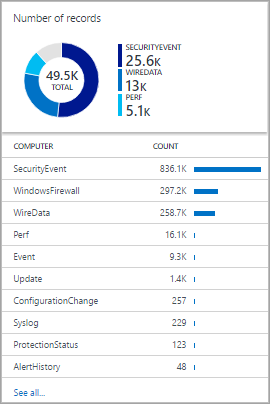 Number of records
49.5K
TOTAL
SECURITYEVENT
25.6K
WIREDATA
13K
PERF
5.1K
COMPUTER COUNT
SecurityEvent 836.1K
WindowsFirewall 297.2K
WireData 258.7K
Perf 16.1K
Event 9.3K
Update 1.4K
ConfigurationChange 257
Syslog 229
ProtectionStatus 123
AlertHistory 48
See all...